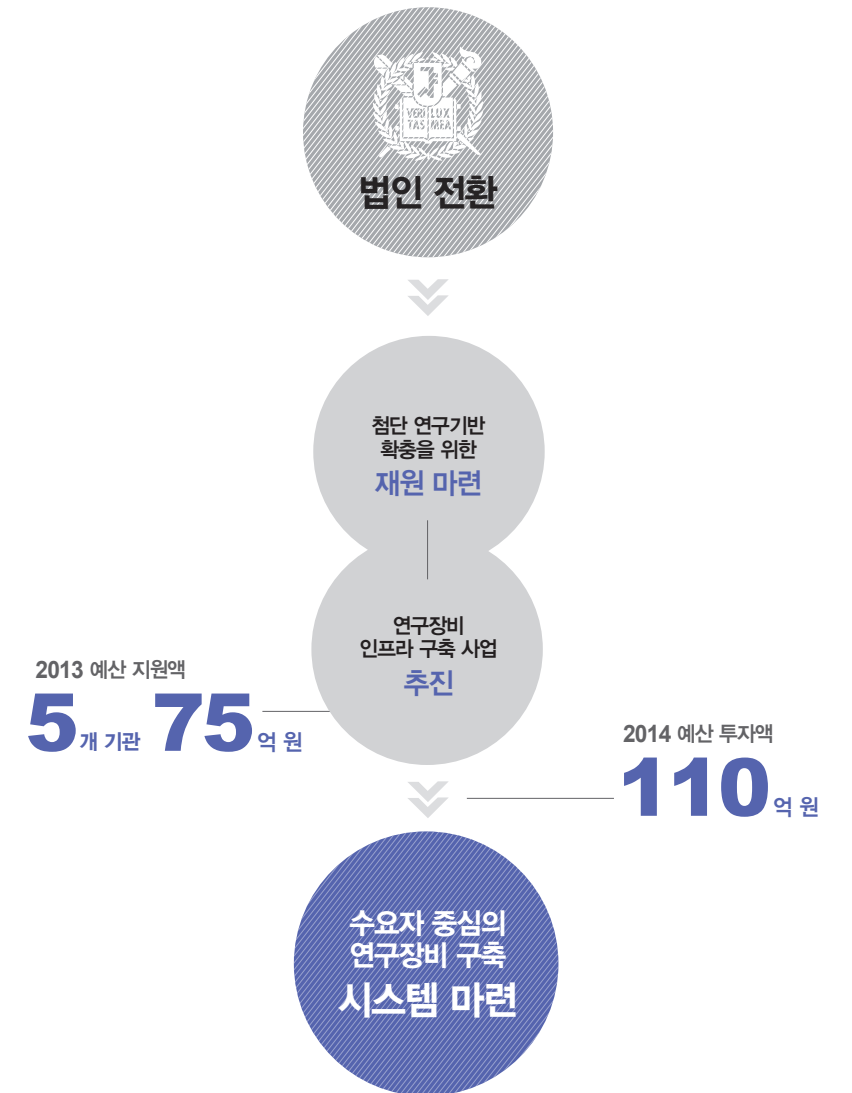 VERI LUX
TAS MEA
법인 전환
첨단 연구기반
확충을 위한
재원 마련
연구장비
인프라 구축 사업
추진
2013 예산 지원액
5개 기관 75억 원
2014 예산 투자액
110억 원
수요자 중심의
연구장비 구축
시스템 마련